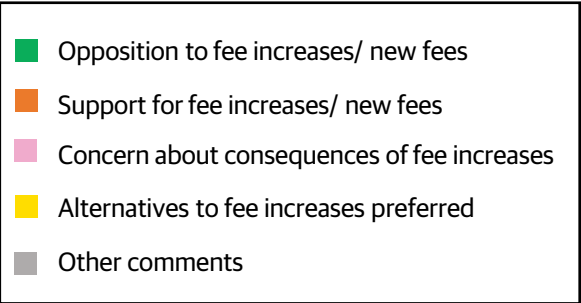 Opposition to fee increases/ new fees
Support for fee increases/ new fees
Concern about consequences of fee increases
Alternatives to fee increases preferred
Other comments